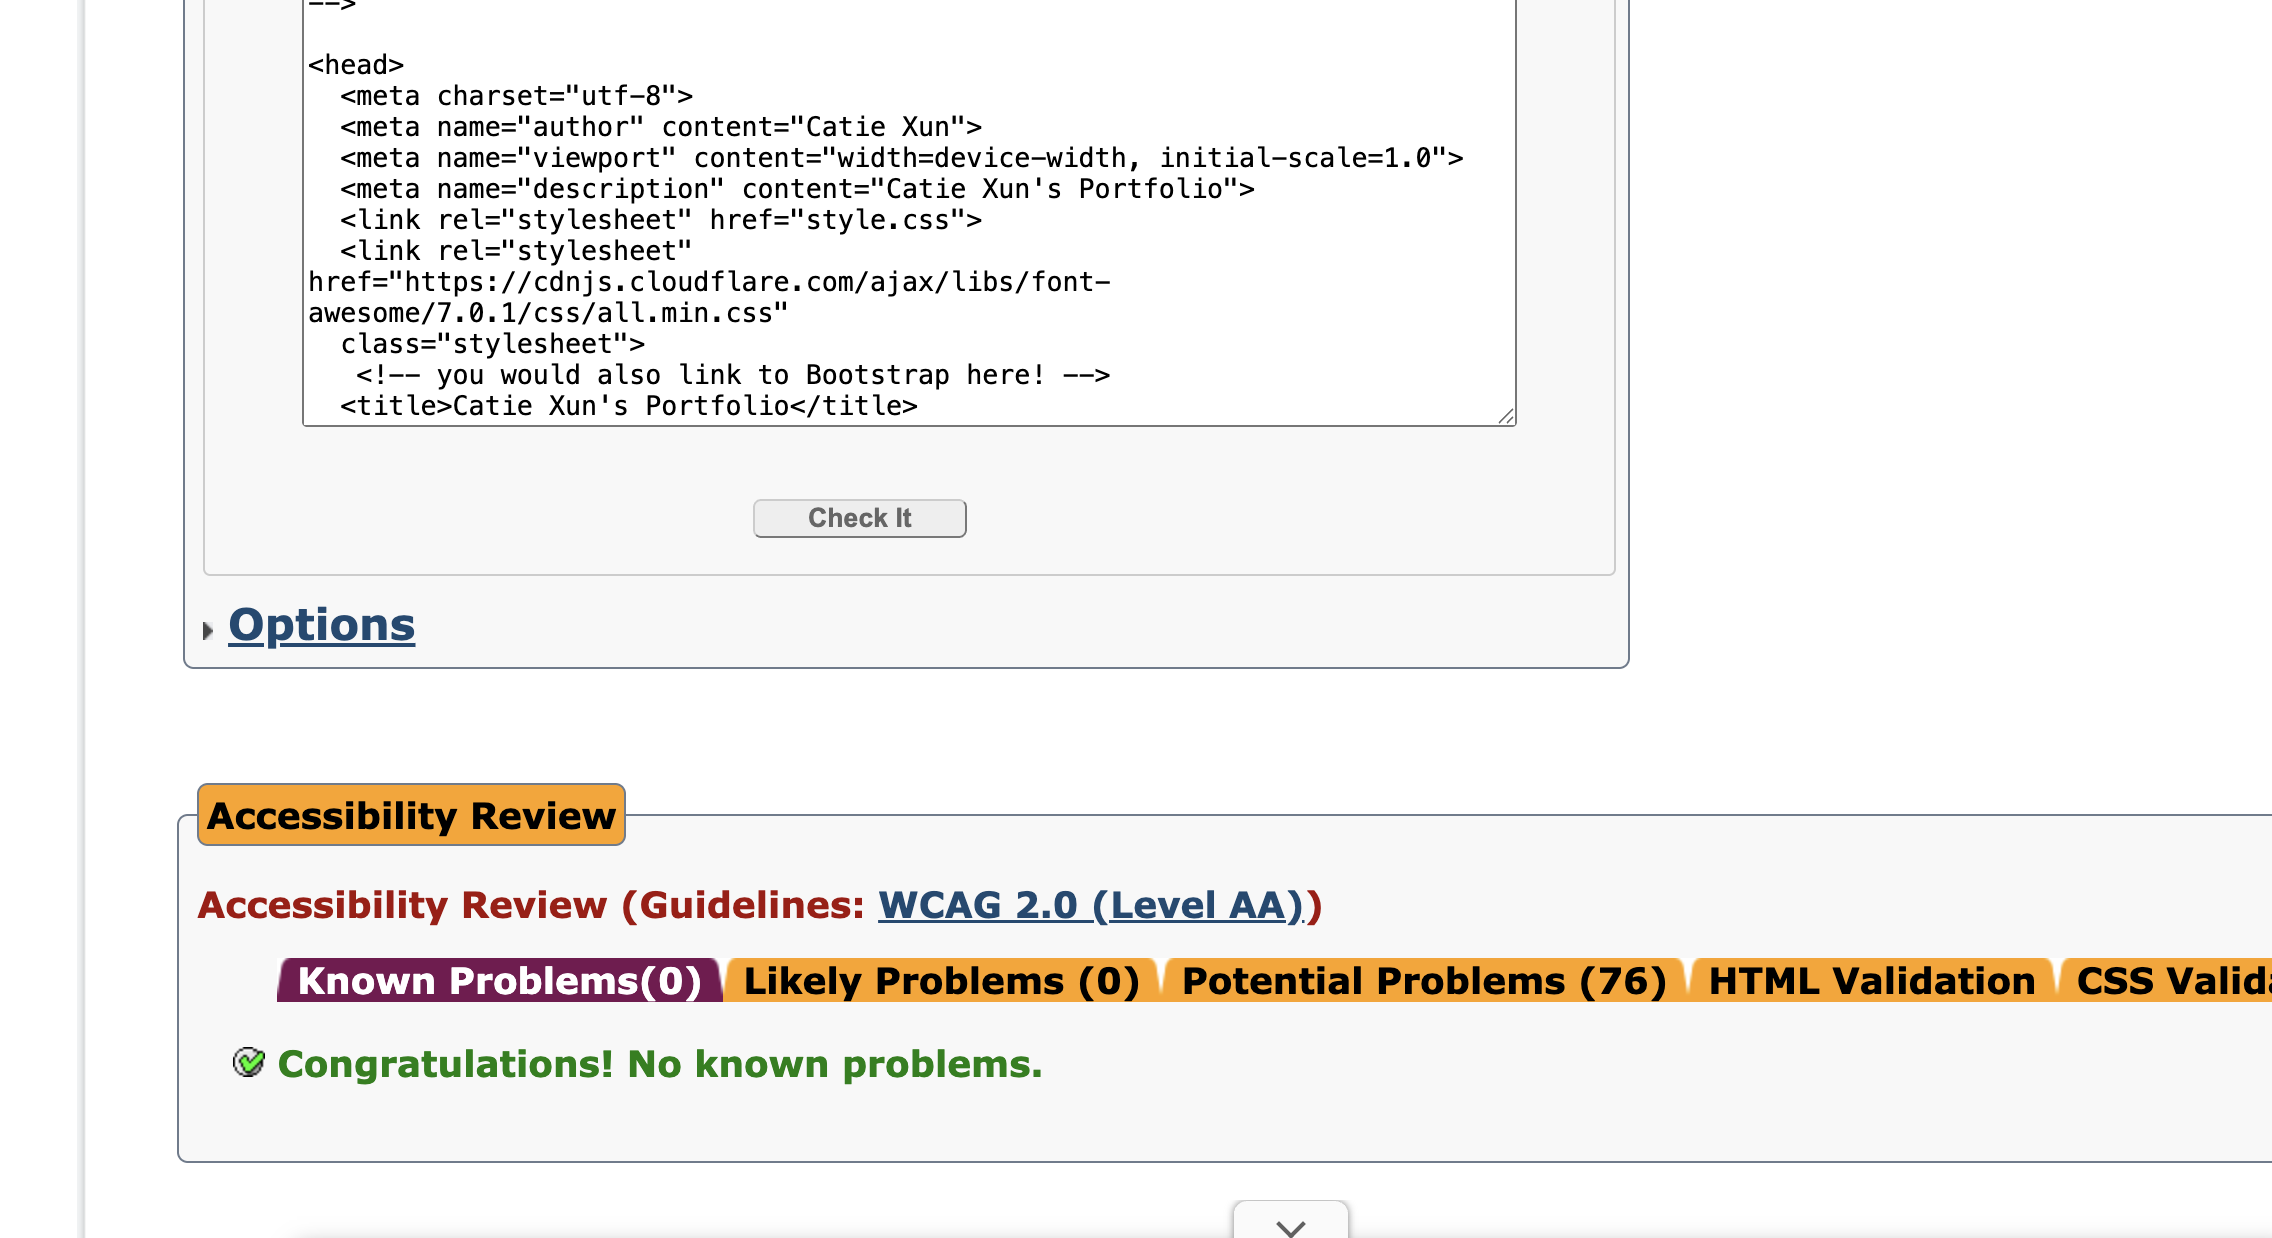 -->
<head>
<meta charset="utf-8">
<meta name="author" content="Catie Xun">
<meta name="viewport" content="width=device-width, initial-scale=1.0">
<meta name="description" content="Catie Xun's Portfolio">
<link rel="stylesheet" href="style.css">
<link rel="stylesheet"
href="https://cdnjs.cloudflare.com/ajax/libs/font-
awesome/7.0.1/css/all.min.css"
class="stylesheet">
<!-- you would also link to Bootstrap here! -->
<title>Catie Xun's Portfolio</title>
Check It
Options
Accessibility Review
Accessibility Review (Guidelines: WCAG 2.0 (Level AA))
Known Problems(0) Likely Problems (0) Potential Problems (76) HTML Validation CSS Valida
Congratulations! No known problems.